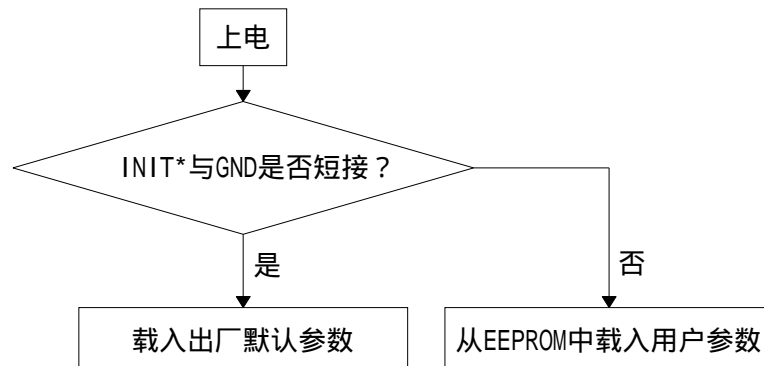 上电
INIT*与GND是否短接？
是
否
载入出厂默认参数
从EEPROM中载入用户参数